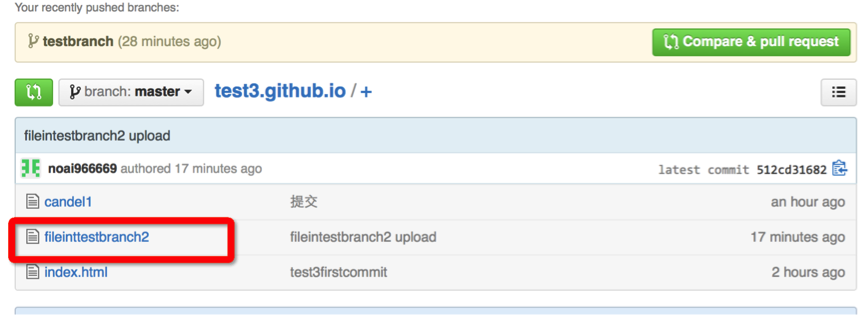 Your recently pushed branches:
testbranch (28 minutes ago) Compare & pull request
branch: master test3.github.io / +
fileintestbranch2 upload
noai966669 authored 17 minutes ago latest commit 512cd31682
candel1 提交 an hour ago
fileinttestbranch2 fileintestbranch2 upload 17 minutes ago
index.html test3firstcommit 2 hours ago